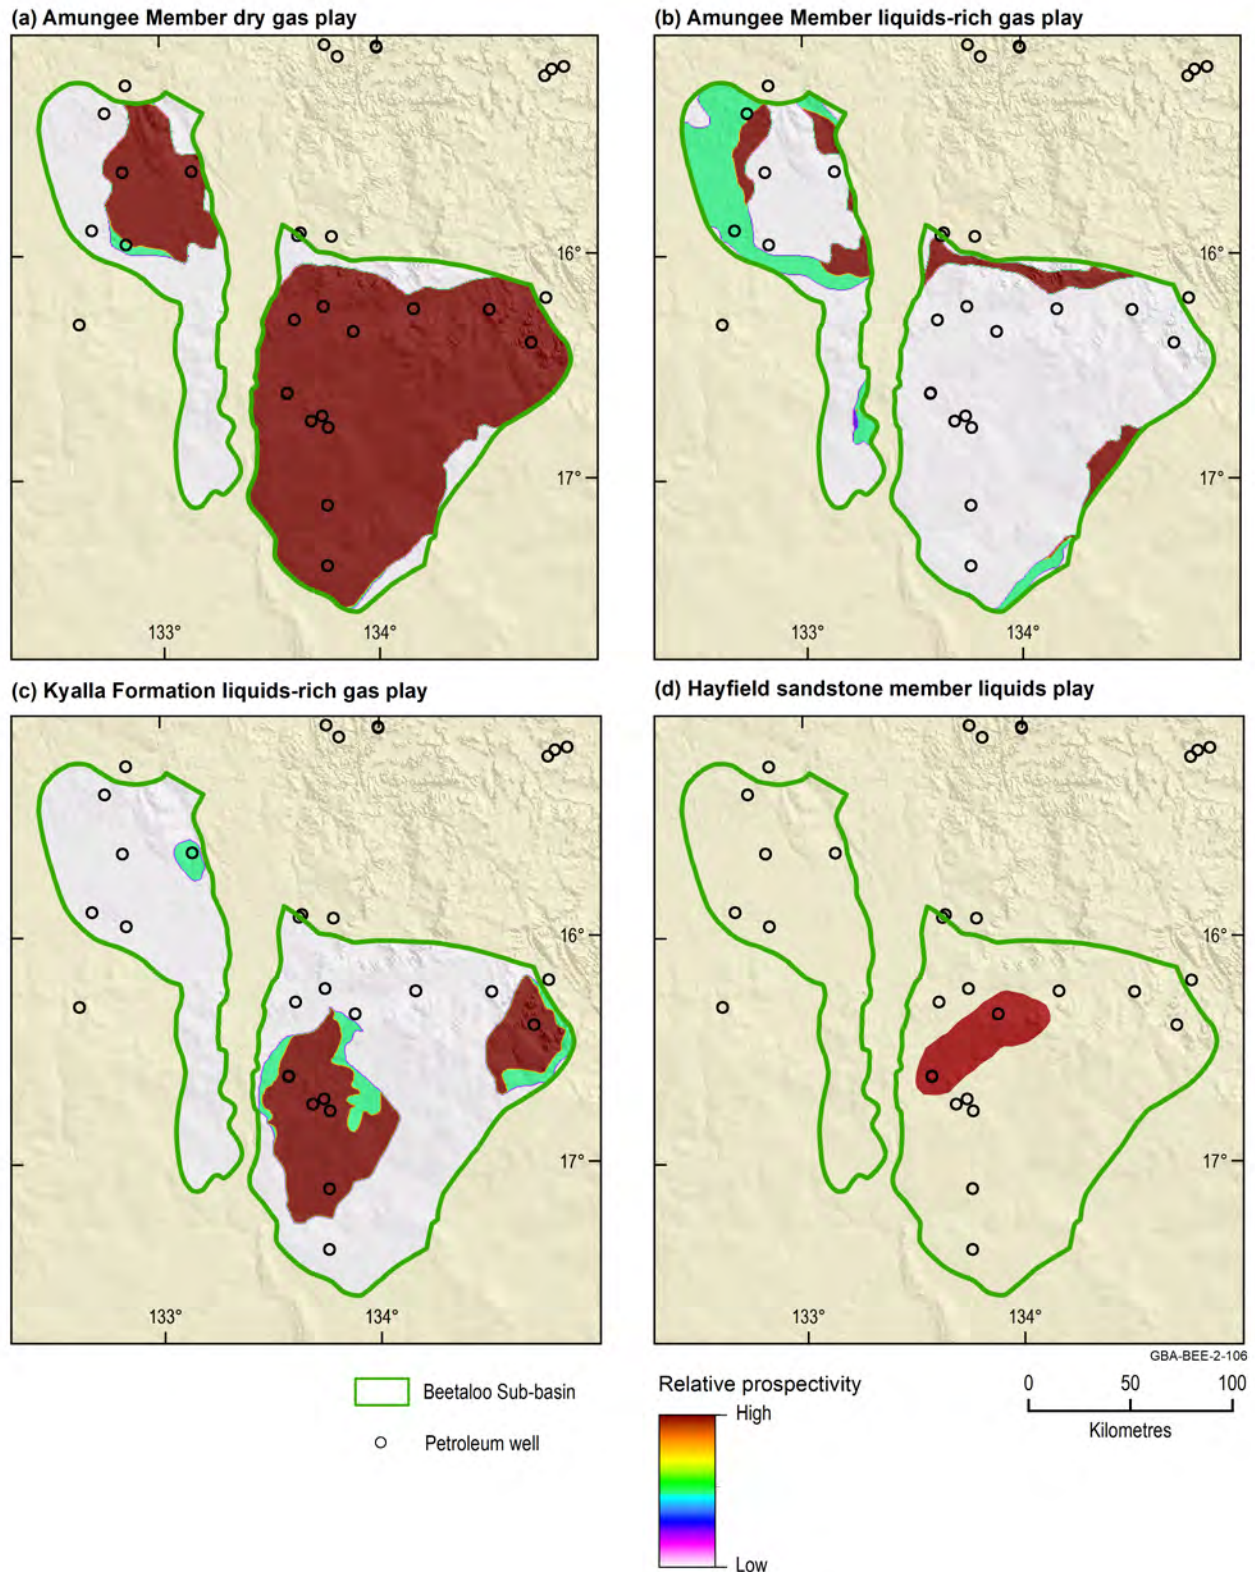 (a) Amungee Member dry gas play
(b) Amungee Member liquids-rich gas play
16°
17°
133°
134°
16°
17°
133°
134°
(c) Kyalla Formation liquids-rich gas play
(d) Hayfield sandstone member liquids play
16°
17°
133°
134°
16°
17°
133°
134°
GBA-BEE-2-106
Beetaloo Sub-basin
Petroleum well
Relative prospectivity
High
Low
0 50 100
Kilometres